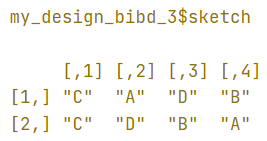 my_design_bibd_3$sketch
[,1] [,2] [,3] [,4]
[1,] "C" "A" "D" "B"
[2,] "C" "D" "B" "A"